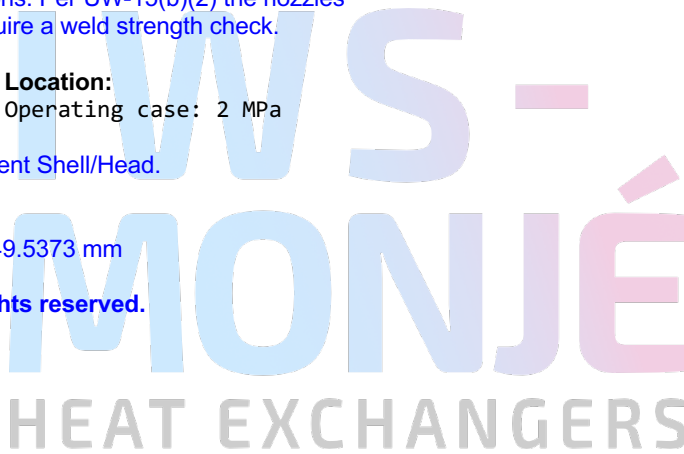 ns. Per UW-15(b)(2) the nozzles
uire a weld strength check.
Location:
Operating case: 2 MPa
ent Shell/Head.
9.5373 mm
hts reserved.
IWS-
MONJÉ
HEAT EXCHANGERS